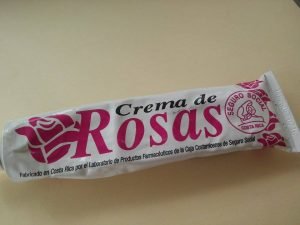 Crema de
Rosas
SEGURO SOCIAL
COSTA RICA
Fabricado en Costa Rica por el Laboratorio de Productos Farmacéuticos de la Caja Costarricense de Seguro Social